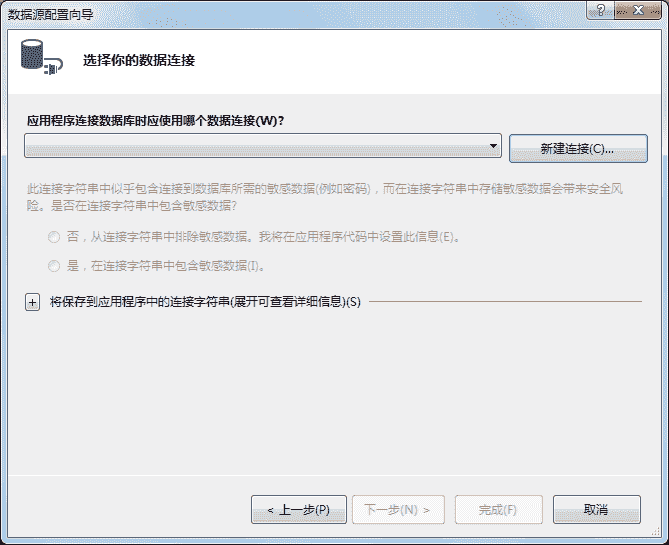 数据源配置向导
选择你的数据连接
应用程序连接数据库时应使用哪个数据连接(W)?
新建连接(C)...
此连接字符串中似乎包含连接到数据库所需的敏感数据(例如密码)，而在连接字符串中存储敏感数据会带来安全风
险。是否在连接字符串中包含敏感数据?
否，从连接字符串中排除敏感数据。我将在应用程序代码中设置此信息(E)。
是，在连接字符串中包含敏感数据(I)。
将保存到应用程序中的连接字符串(展开可查看详细信息)(S)
< 上一步(P)
下一步(N) >
完成(F)
取消